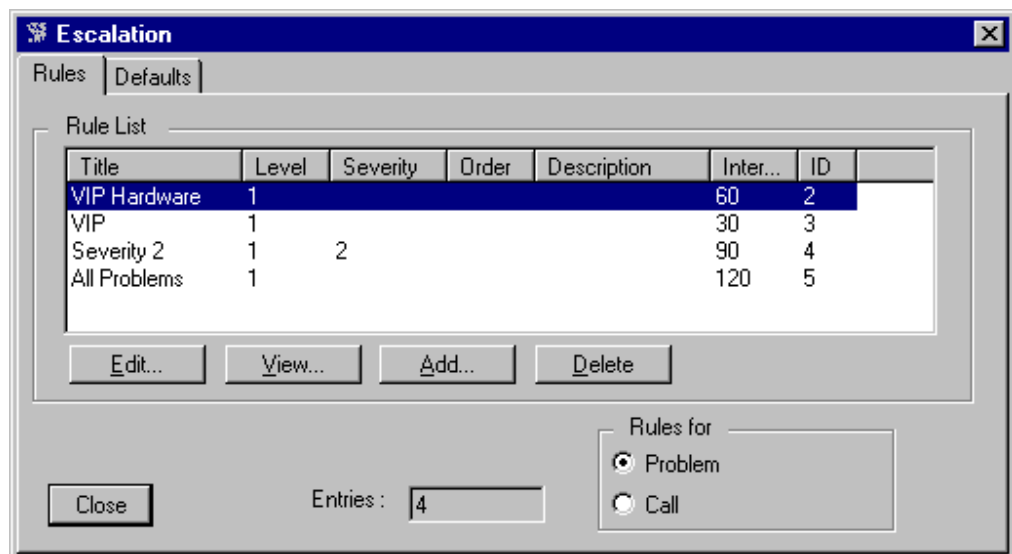 Escalation
Rules Defaults
Rule List
Title Level Severity Order Description Inter... ID
VIP Hardware 1 60 2
VIP 1 30 3
Severity 2 1 2 90 4
All Problems 1 120 5
Edit... View... Add... Delete
Rules for
Problem
Close Entries : 4 Call